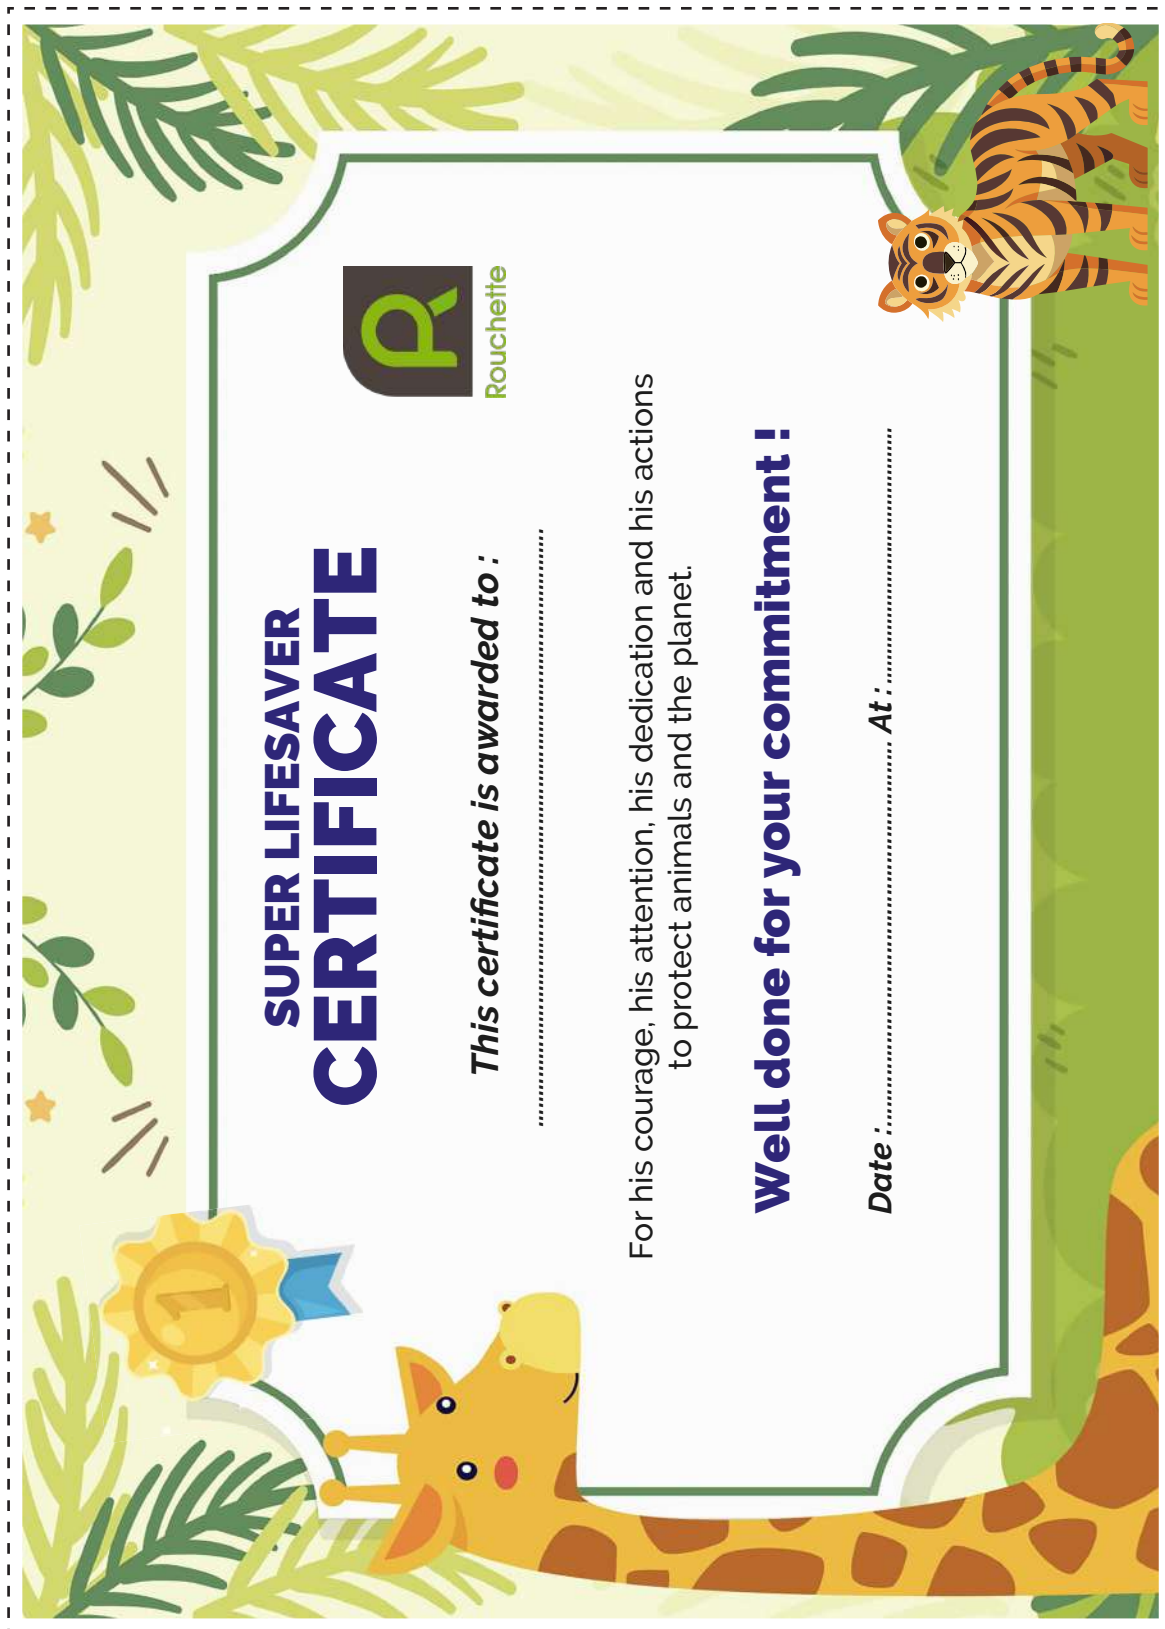 SUPER LIFESAVER
CERTIFICATE
Rouchette
This certificate is awarded to :
For his courage, his attention, his dedication and his actions
to protect animals and the planet.
Well done for your commitment !
Date :........................................ At :........................................
1